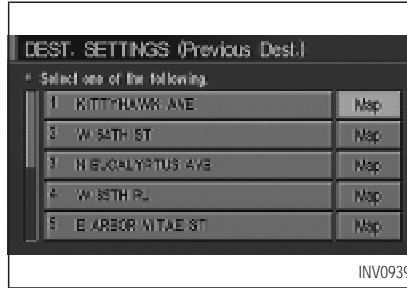 DEST. SETTINGS (Previous Dest.)
Select one of the following.
1 KITTYHAWK AVE Map
2 W 64TH ST Map
3 N EUCALYPTUS AVE Map
4 W 85TH PL Map
5 E ARBOR VITAE ST Map
INV0939